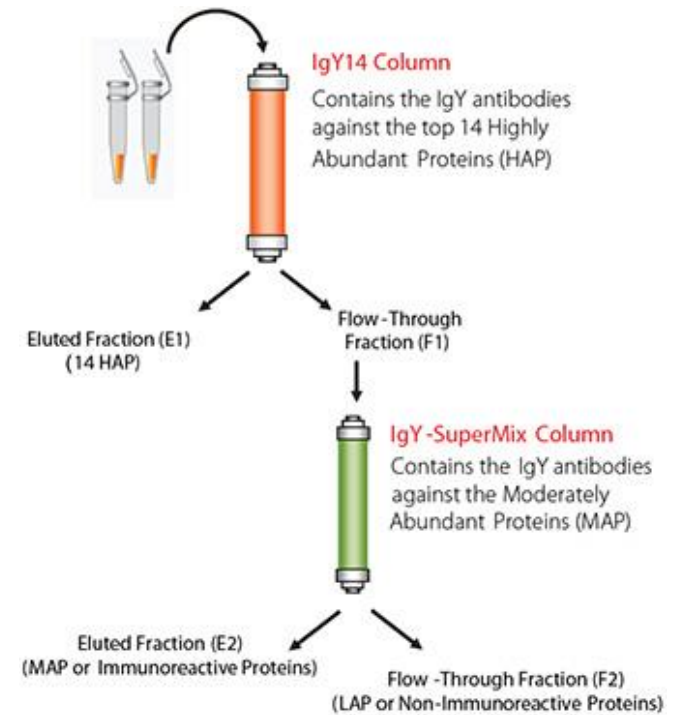 IgY14 Column
Contains the IgY antibodies
against the top 14 Highly
Abundant Proteins (HAP)
Eluted Fraction (E1)
(14 HAP)
Flow-Through
Fraction (F1)
IgY-SuperMix Column
Contains the IgY antibodies
against the Moderately
Abundant Proteins (MAP)
Eluted Fraction (E2)
(MAP or Immunoreactive Proteins)
Flow-Through Fraction (F2)
(LAP or Non-Immunoreactive Proteins)